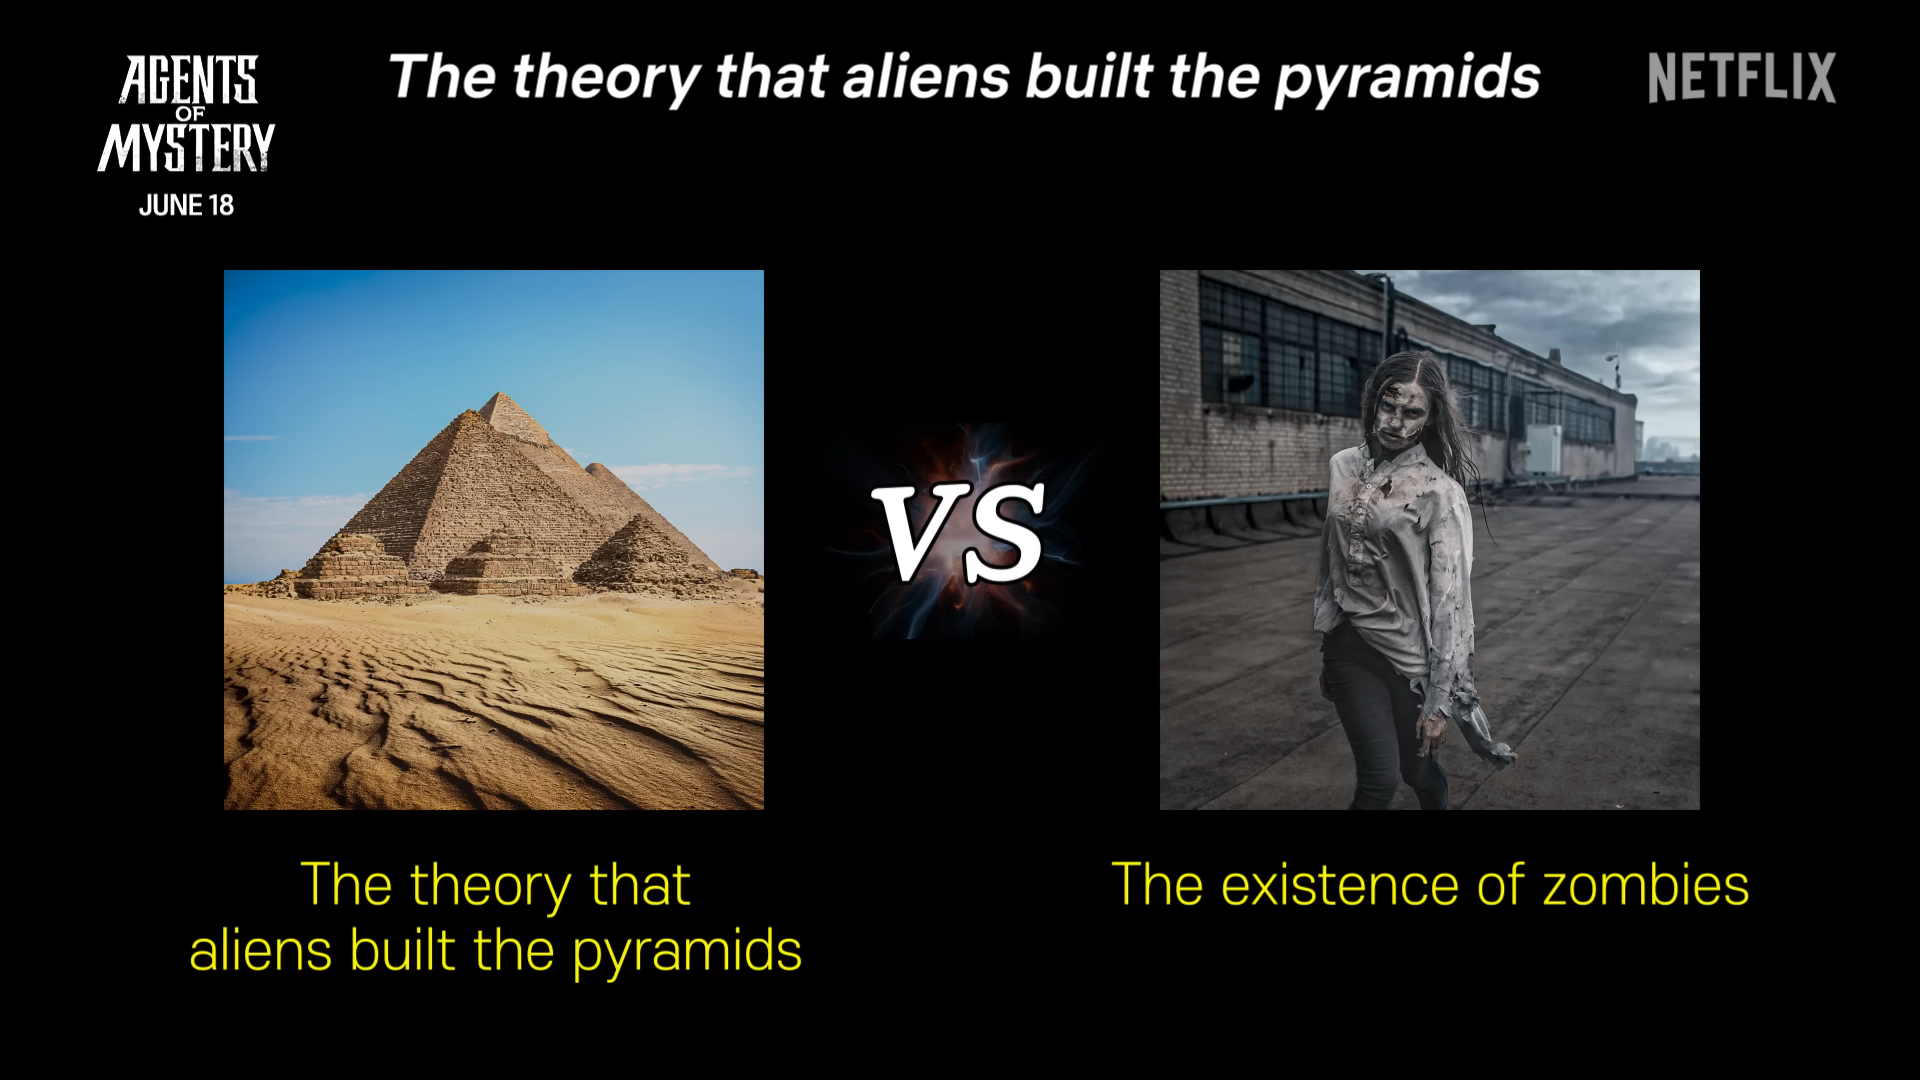 AGENTS
OF
MYSTERY
JUNE 18
The theory that aliens built the pyramids
NETFLIX
VS
The theory that
aliens built the pyramids
The existence of zombies